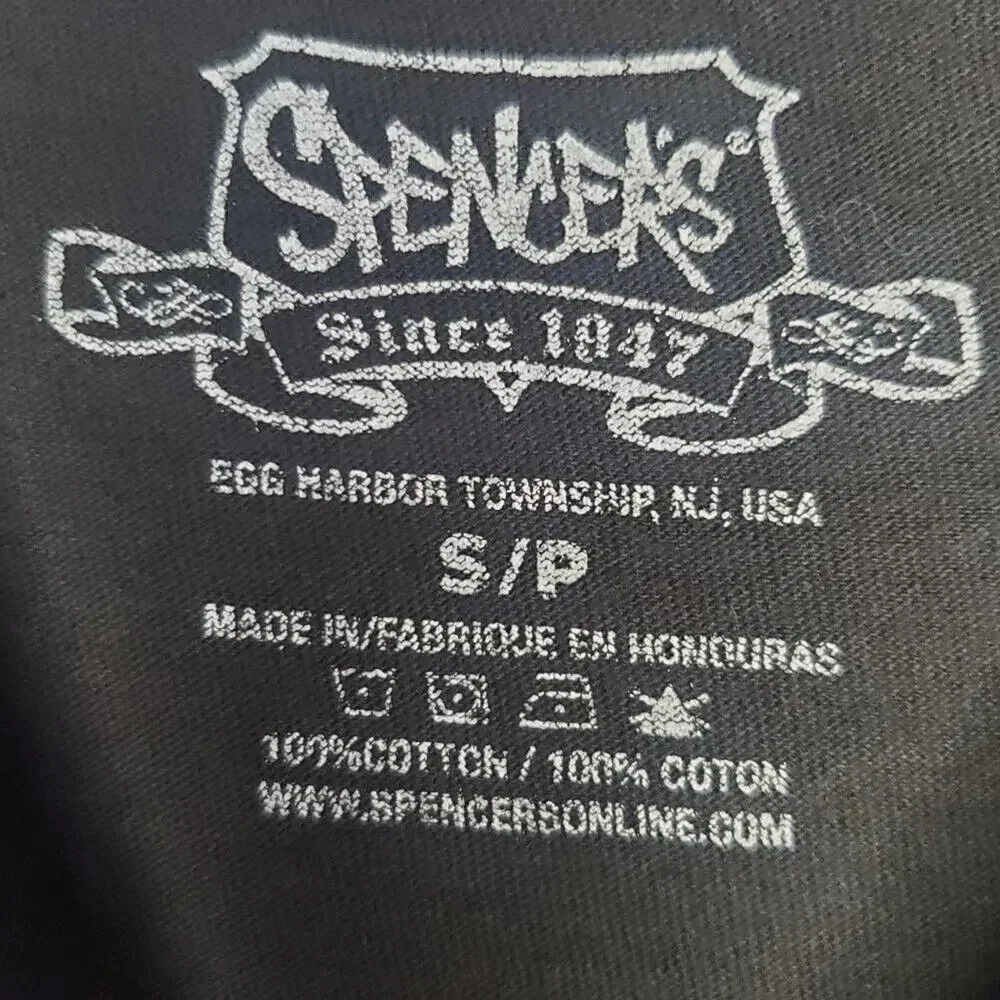 SPENCER'S®
Since 1947
EGG HARBOR TOWNSHIP, NJ, USA
S/P
MADE IN/FABRIQUE EN HONDURAS
100%COTTON / 100% COTON
WWW.SPENCERSONLINE.COM